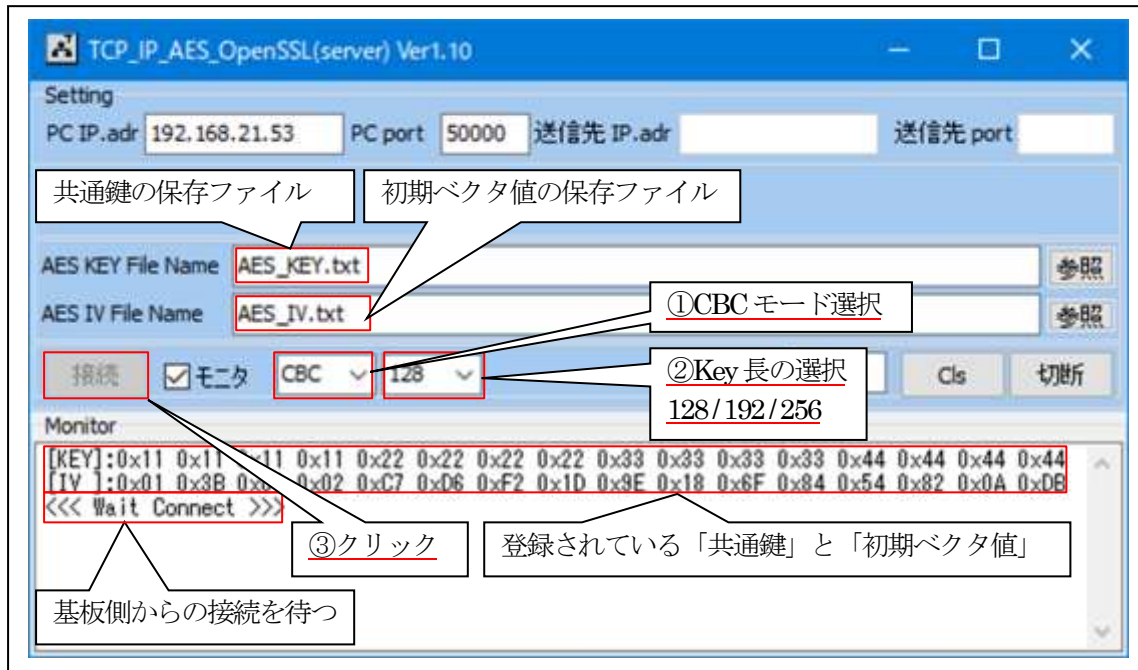 TCP_IP_AES_OpenSSL(server) Ver1.10
Setting
PC IP.adr 192.168.21.53 PC port 50000 送信先 IP.adr 送信先 port
共通鍵の保存ファイル 初期ベクタ値の保存ファイル
AES KEY File Name AES_KEY.txt 参照
AES IV File Name AES_IV.txt 参照
①CBCモード選択
接続 モニタ CBC 128 Cls 切断
②Key長の選択
128/192/256
Monitor
[KEY]:0x11 0x11 0x11 0x11 0x22 0x22 0x22 0x22 0x33 0x33 0x33 0x33 0x44 0x44 0x44 0x44
[IV ]:0x01 0x3B 0x02 0xC7 0xD6 0xF2 0x1D 0x9E 0x18 0x6F 0x84 0x54 0x82 0x0A 0xDB
<<< Wait Connect >>>
③クリック
登録されている「共通鍵」と「初期ベクタ値」
基板側からの接続を待つ